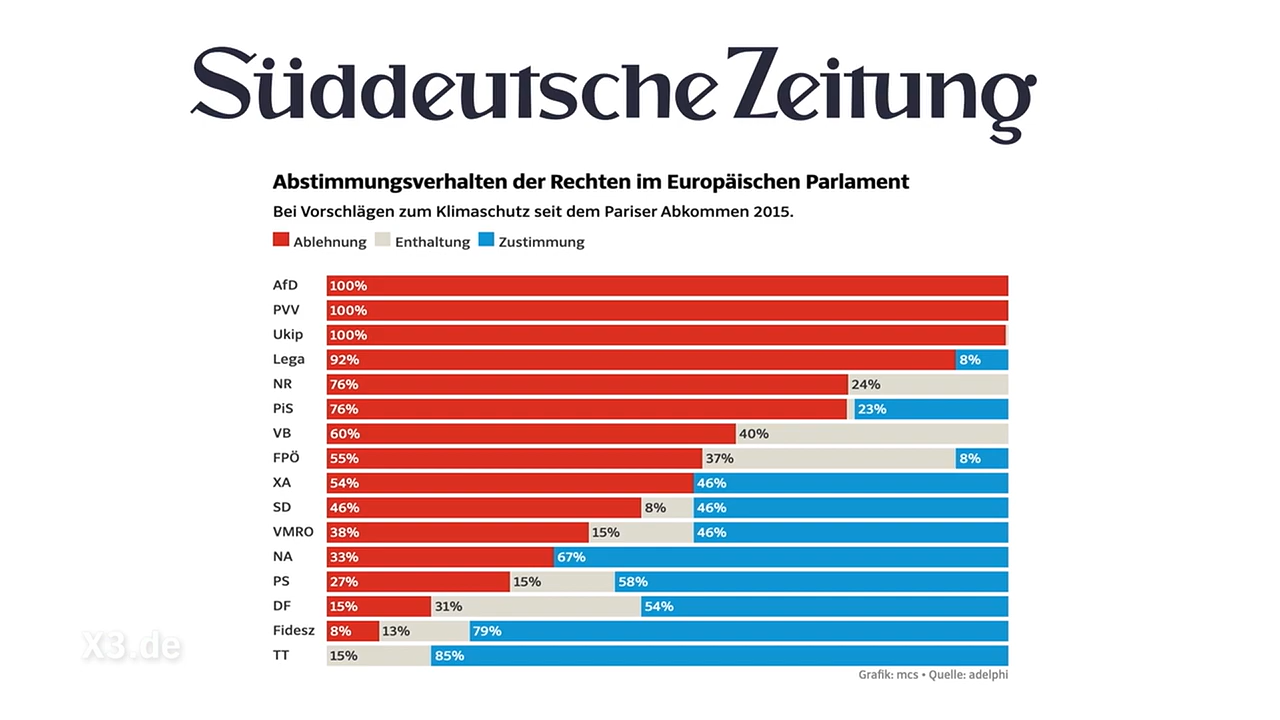 Süddeutsche Zeitung
Abstimmungsverhalten der Rechten im Europäischen Parlament
Bei Vorschlägen zum Klimaschutz seit dem Pariser Abkommen 2015.
Ablehnung Enthaltung Zustimmung
AfD 100%
PVV 100%
Ukip 100%
Lega 92% 8%
NR 76% 24%
PiS 76% 23%
VB 60% 40%
FPÖ 55% 37% 8%
XA 54% 46%
SD 46% 8% 46%
VMRO 38% 15% 46%
NA 33% 67%
PS 27% 15% 58%
DF 15% 31% 54%
Fidesz 8% 13% 79%
TT 15% 85%
X3.de
Grafik: mcs • Quelle: adelphi